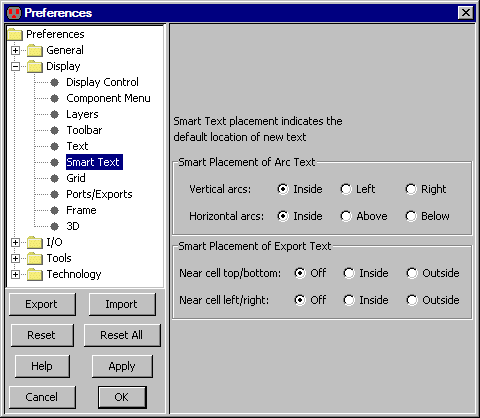 Preferences
Preferences
General
Display
Display Control
Component Menu
Layers
Toolbar
Text
Smart Text
Grid
Ports/Exports
Frame
3D
I/O
Tools
Technology
Export Import
Reset Reset All
Help Apply
Cancel OK
Smart Text placement indicates the
default location of new text
Smart Placement of Arc Text
Vertical arcs: Inside Left Right
Horizontal arcs: Inside Above Below
Smart Placement of Export Text
Near cell top/bottom: Off Inside Outside
Near cell left/right: Off Inside Outside